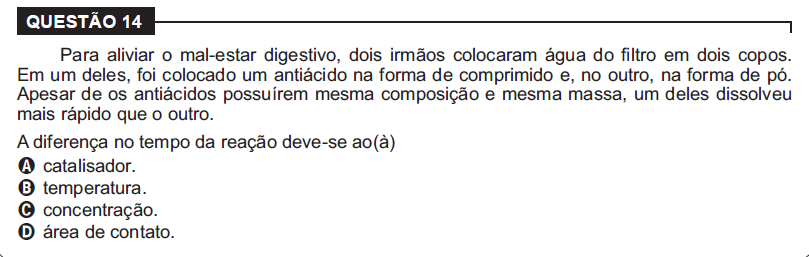 QUESTÃO 14
Para aliviar o mal-estar digestivo, dois irmãos colocaram água do filtro em dois copos.
Em um deles, foi colocado um antiácido na forma de comprimido e, no outro, na forma de pó.
Apesar de os antiácidos possuírem mesma composição e mesma massa, um deles dissolveu
mais rápido que o outro.
A diferença no tempo da reação deve-se ao(à)
A catalisador.
B temperatura.
C concentração.
D área de contato.